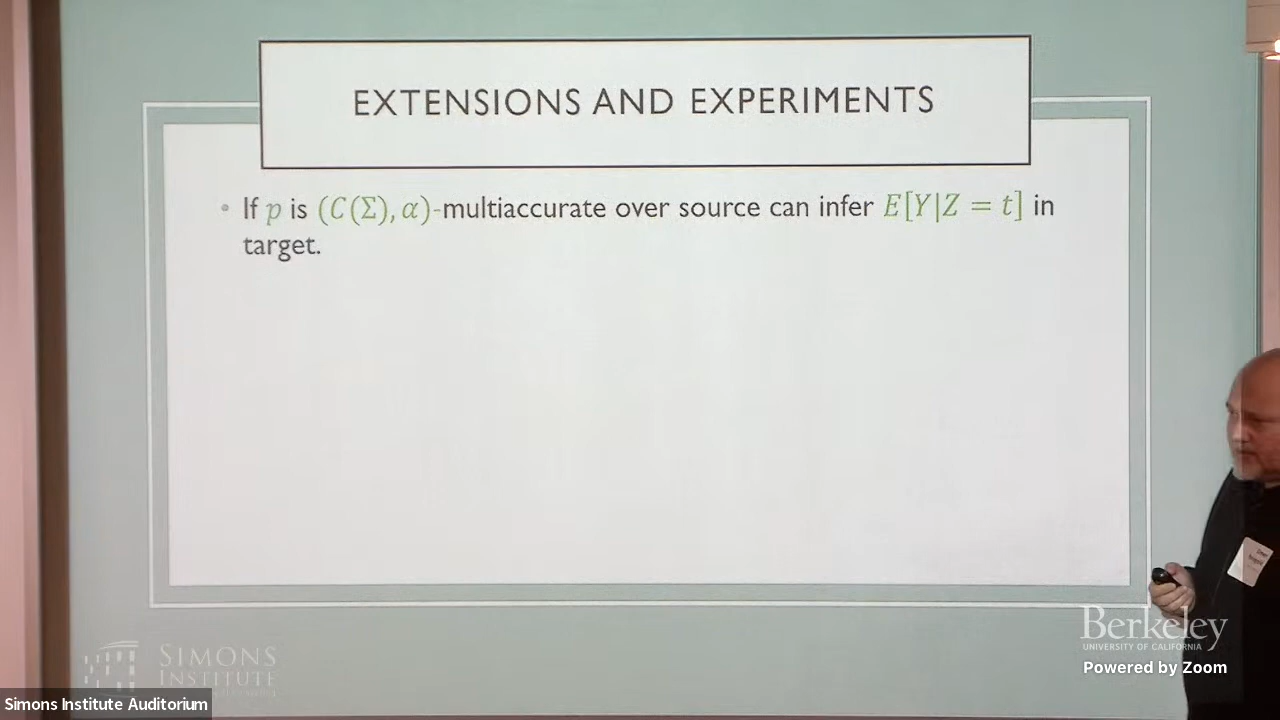 EXTENSIONS AND EXPERIMENTS
• If p is (C(Σ), α)-multiaccurate over source can infer E[Y|Z = t] in
target.
Berkeley
UNIVERSITY OF CALIFORNIA
Powered by Zoom
SIMONS
INSTITUTE
Simons Institute Auditorium